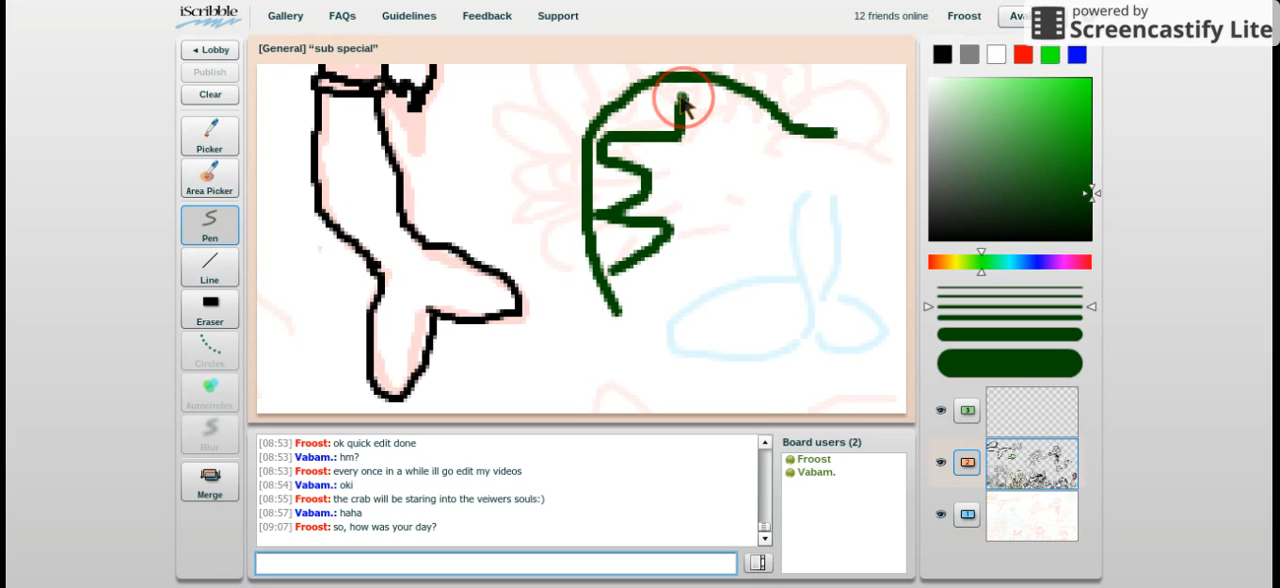 iScribble
Gallery FAQs Guidelines Feedback Support
12 friends online Froost
powered by
Screencastify Lite
◄ Lobby
[General] “sub special”
Publish
Clear
Picker
Area Picker
Pen
Line
Eraser
Circles
Autocircles
Blur
Merge
3
2
1
[08:53] Froost: ok quick edit done
[08:53] Vabam.: hm?
[08:53] Froost: every once in a while ill go edit my videos
[08:54] Vabam.: oki
[08:55] Froost: the crab will be staring into the veiwers souls:)
[08:57] Vabam.: haha
[09:07] Froost: so, how was your day?
Board users (2)
Froost
Vabam.